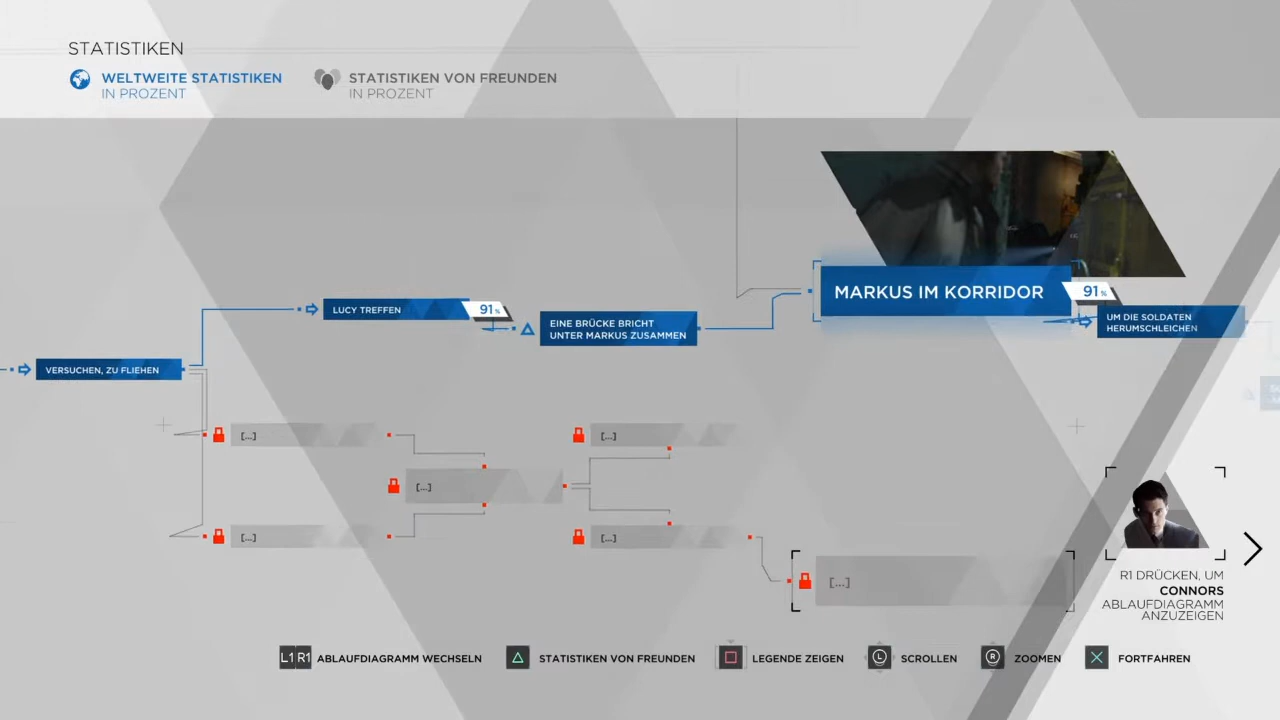 STATISTIKEN
WELTWEITE STATISTIKEN
IN PROZENT
STATISTIKEN VON FREUNDEN
IN PROZENT
MARKUS IM KORRIDOR
91%
LUCY TREFFEN
91%
EINE BRÜCKE BRICHT
UNTER MARKUS ZUSAMMEN
UM DIE SOLDATEN
HERUMSCHLEICHEN
VERSUCHEN, ZU FLIEHEN
[...]
[...]
[...]
[...]
[...]
[...]
R1 DRÜCKEN, UM
CONNORS
ABLAUFDIAGRAMM
ANZUZEIGEN
L1 R1 ABLAUFDIAGRAMM WECHSELN
STATISTIKEN VON FREUNDEN
LEGENDE ZEIGEN
L SCROLLEN
R ZOOMEN
FORTFAHREN